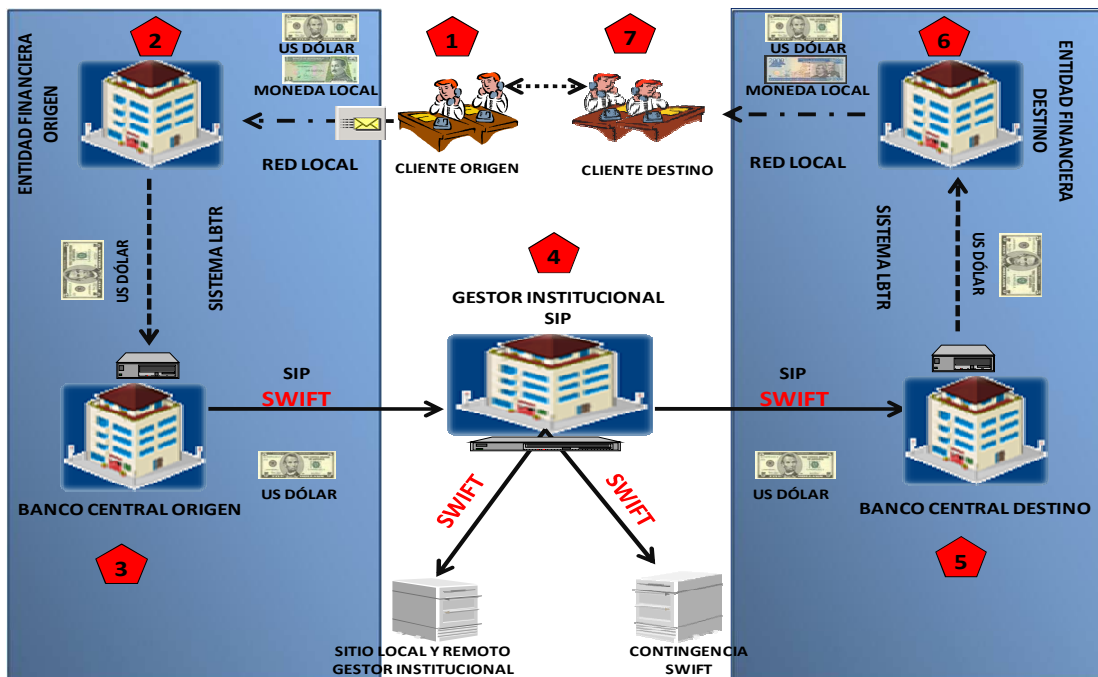 2
US DÓLAR
MONEDA LOCAL
RED LOCAL
ENTIDAD FINANCIERA
ORIGEN
1
CLIENTE ORIGEN
7
CLIENTE DESTINO
US DÓLAR
MONEDA LOCAL
RED LOCAL
6
ENTIDAD FINANCIERA
DESTINO
US DÓLAR
SISTEMA LBTR
4
GESTOR INSTITUCIONAL
SIP
SISTEMA LBTR
US DÓLAR
SIP
SWIFT
US DÓLAR
BANCO CENTRAL ORIGEN
3
SIP
SWIFT
US DÓLAR
BANCO CENTRAL DESTINO
5
SWIFT
SWIFT
SITIO LOCAL Y REMOTO
GESTOR INSTITUCIONAL
CONTINGENCIA
SWIFT